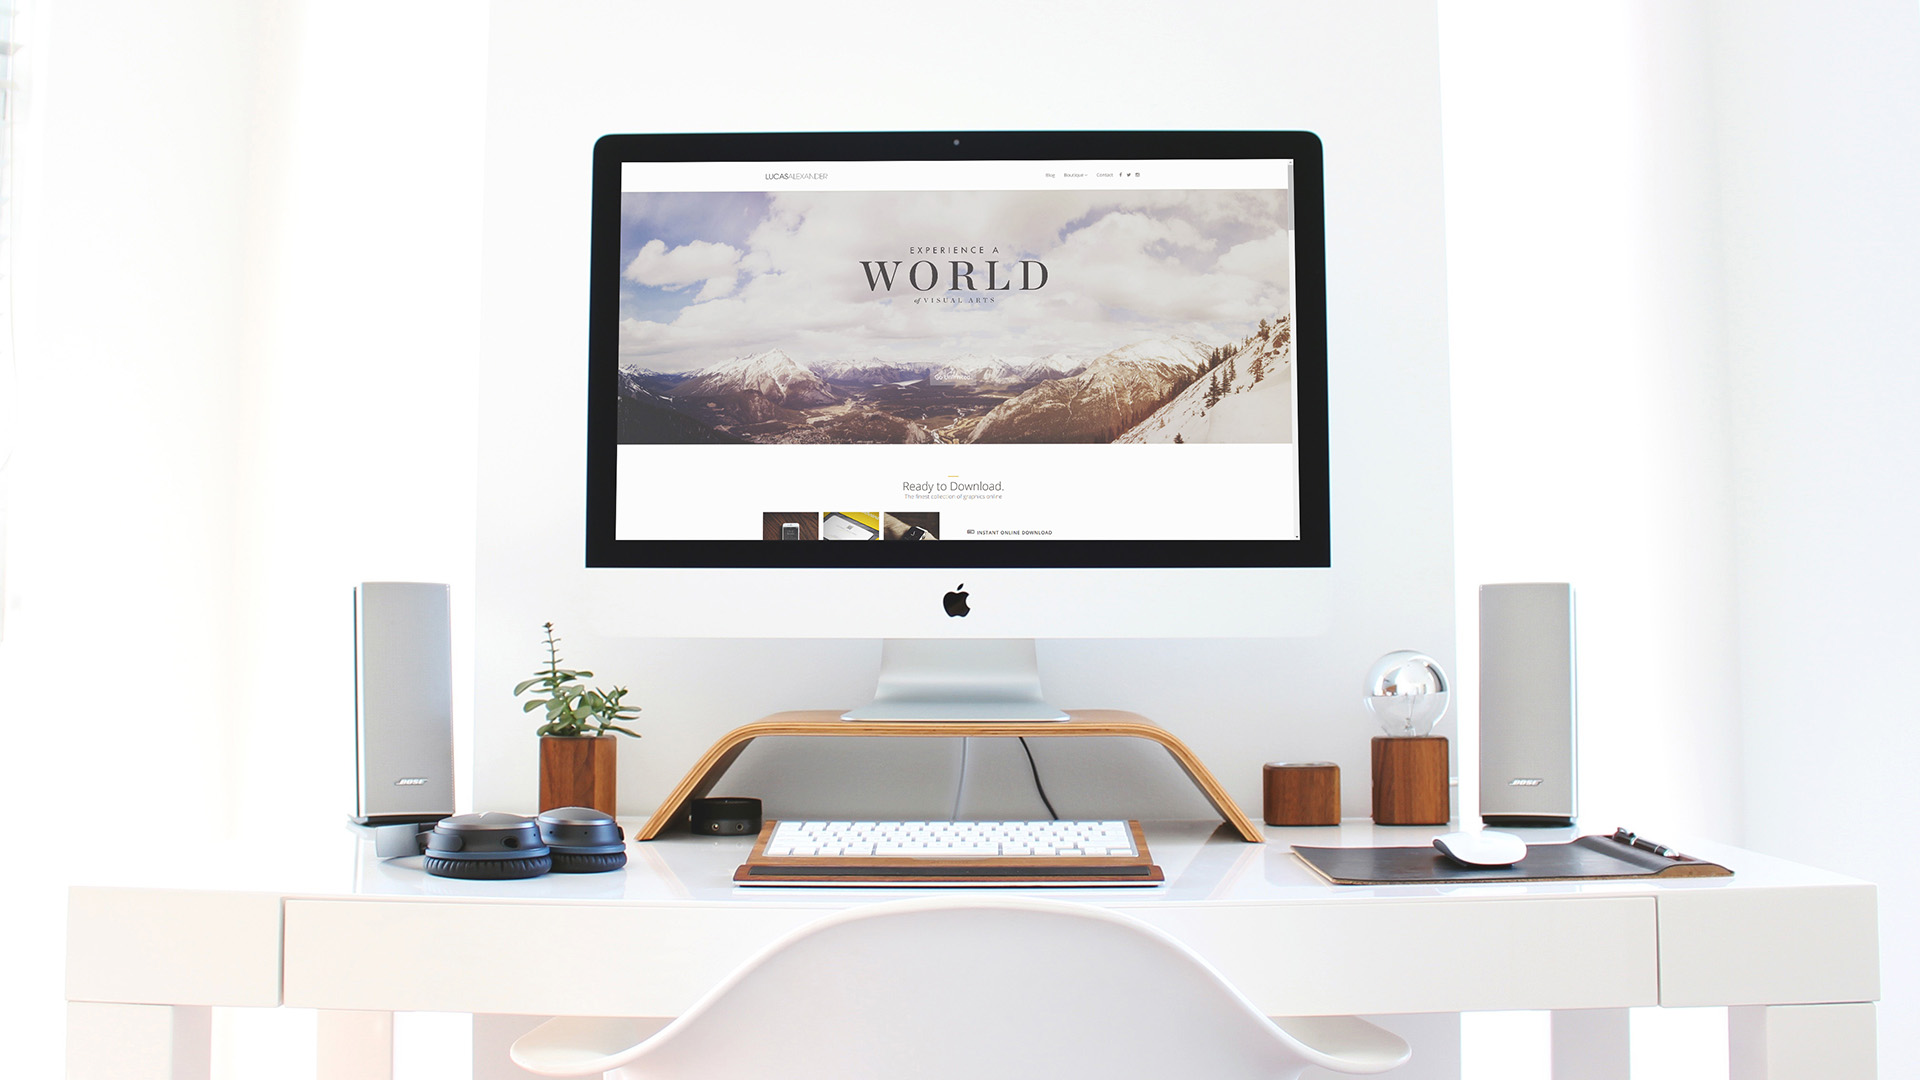 LUCASALEXANDER
Blog Boutique Contact
EXPERIENCE A
WORLD
of VISUAL ARTS
Ready to Download.
The finest collection of graphics online
INSTANT ONLINE DOWNLOAD
BOSE
BOSE